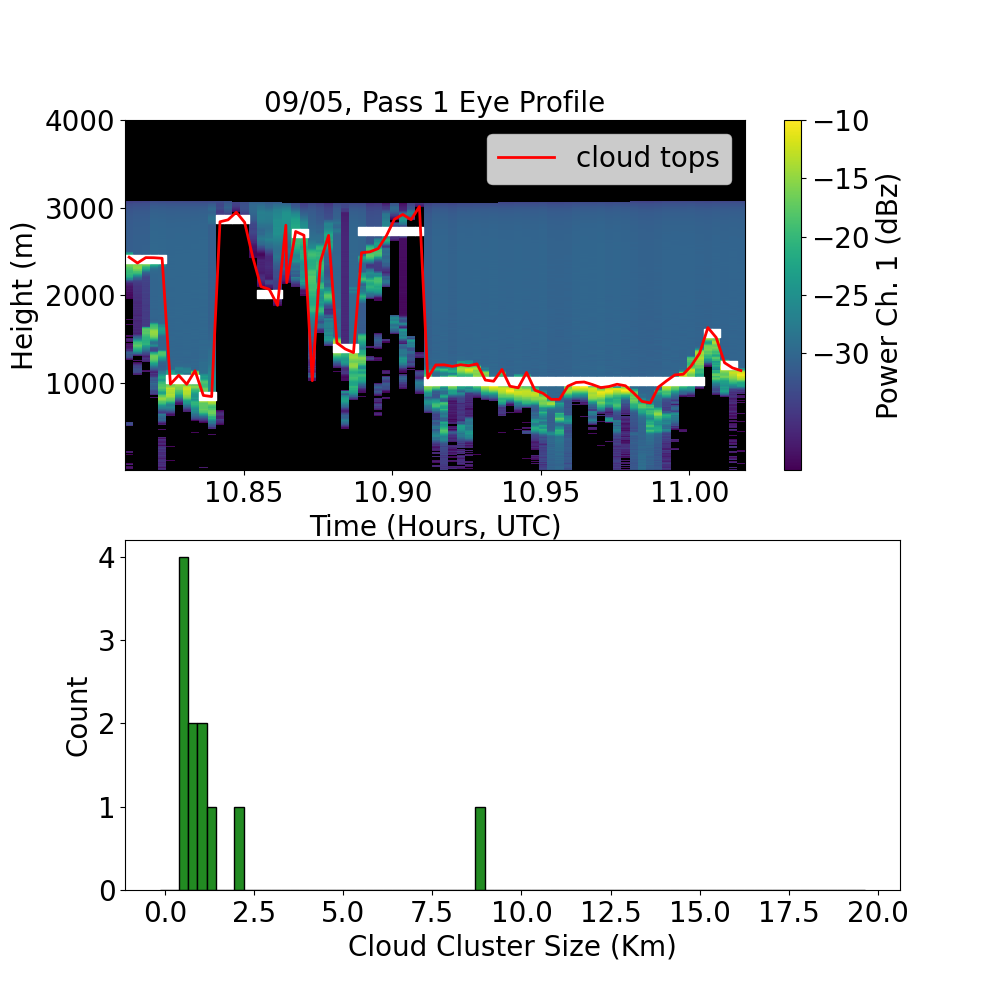 09/05, Pass 1 Eye Profile
4000
3000
2000
1000
Height (m)
cloud tops
10.85 10.90 10.95 11.00
Time (Hours, UTC)
−10
−15
−20
−25
−30
Power Ch. 1 (dBz)
4
3
2
1
0
Count
0.0 2.5 5.0 7.5 10.0 12.5 15.0 17.5 20.0
Cloud Cluster Size (Km)